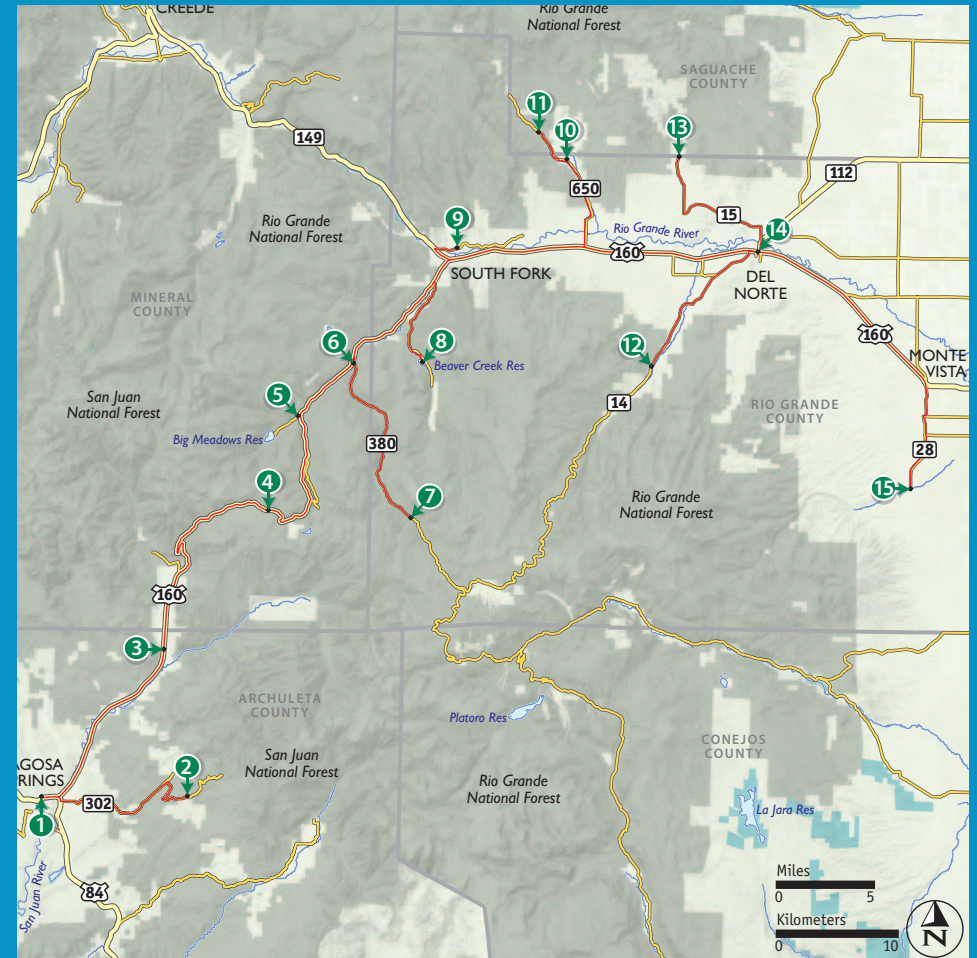 CREEDE
Rio Grande
National Forest
SAGUACHE
COUNTY
11
10
13
149
112
650
15
Rio Grande
National Forest
9
Rio Grande River
14
160
SOUTH FORK
DEL
NORTE
MINERAL
COUNTY
6
8
12
160
Beaver Creek Res
MONTE
VISTA
San Juan
National Forest
5
14
RIO GRANDE
COUNTY
Big Meadows Res
380
28
4
7
Rio Grande
National Forest
15
160
3
ARCHULETA
COUNTY
Platoro Res
CONEJOS
COUNTY
San Juan
National Forest
AGOSA
PRINGS
2
Rio Grande
National Forest
302
La Jara Res
1
San Juan River
84
Miles
0 5
Kilometers
0 10
N